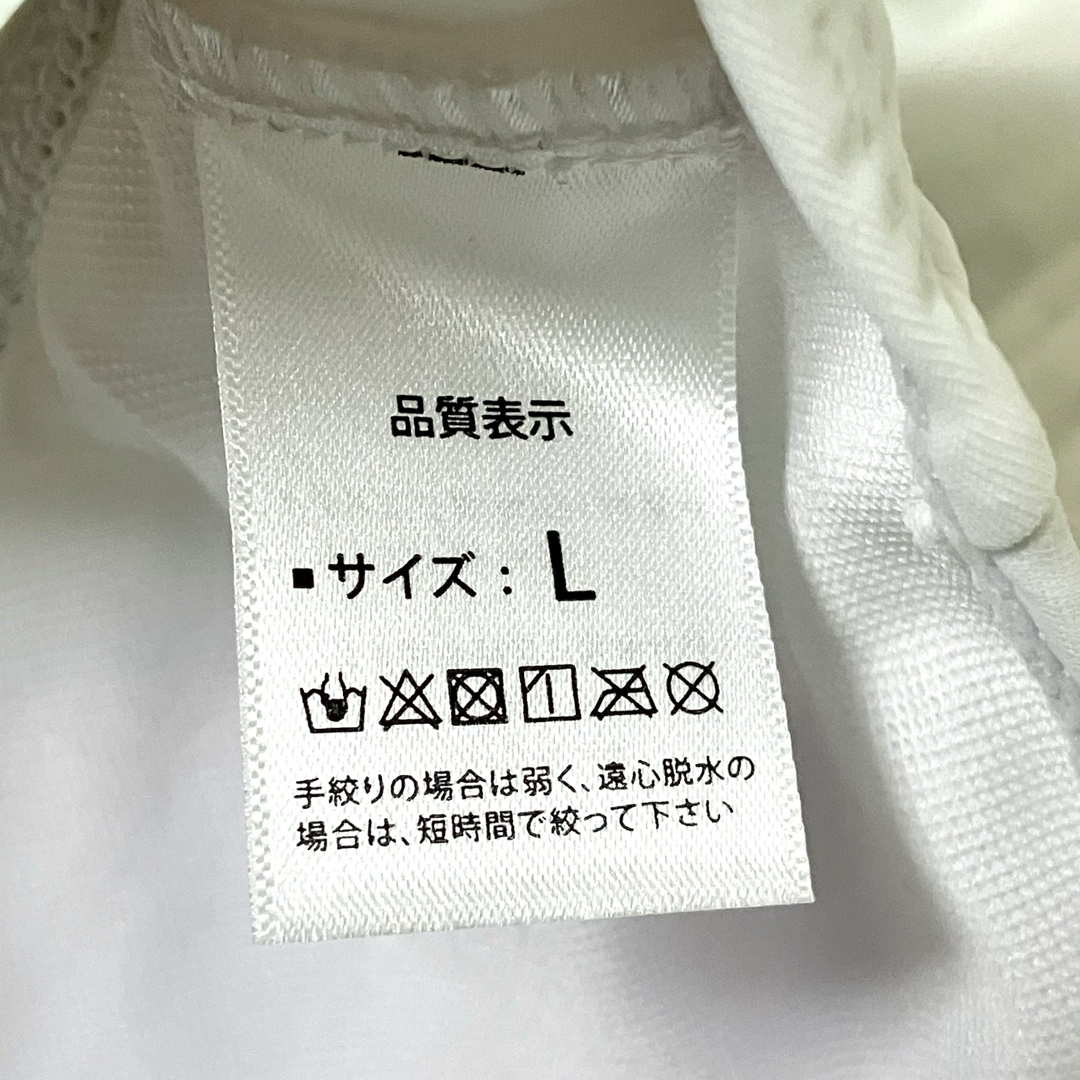 品質表示
■サイズ: L
手絞りの場合は弱く、遠心脱水の
場合は、短時間で絞って下さい